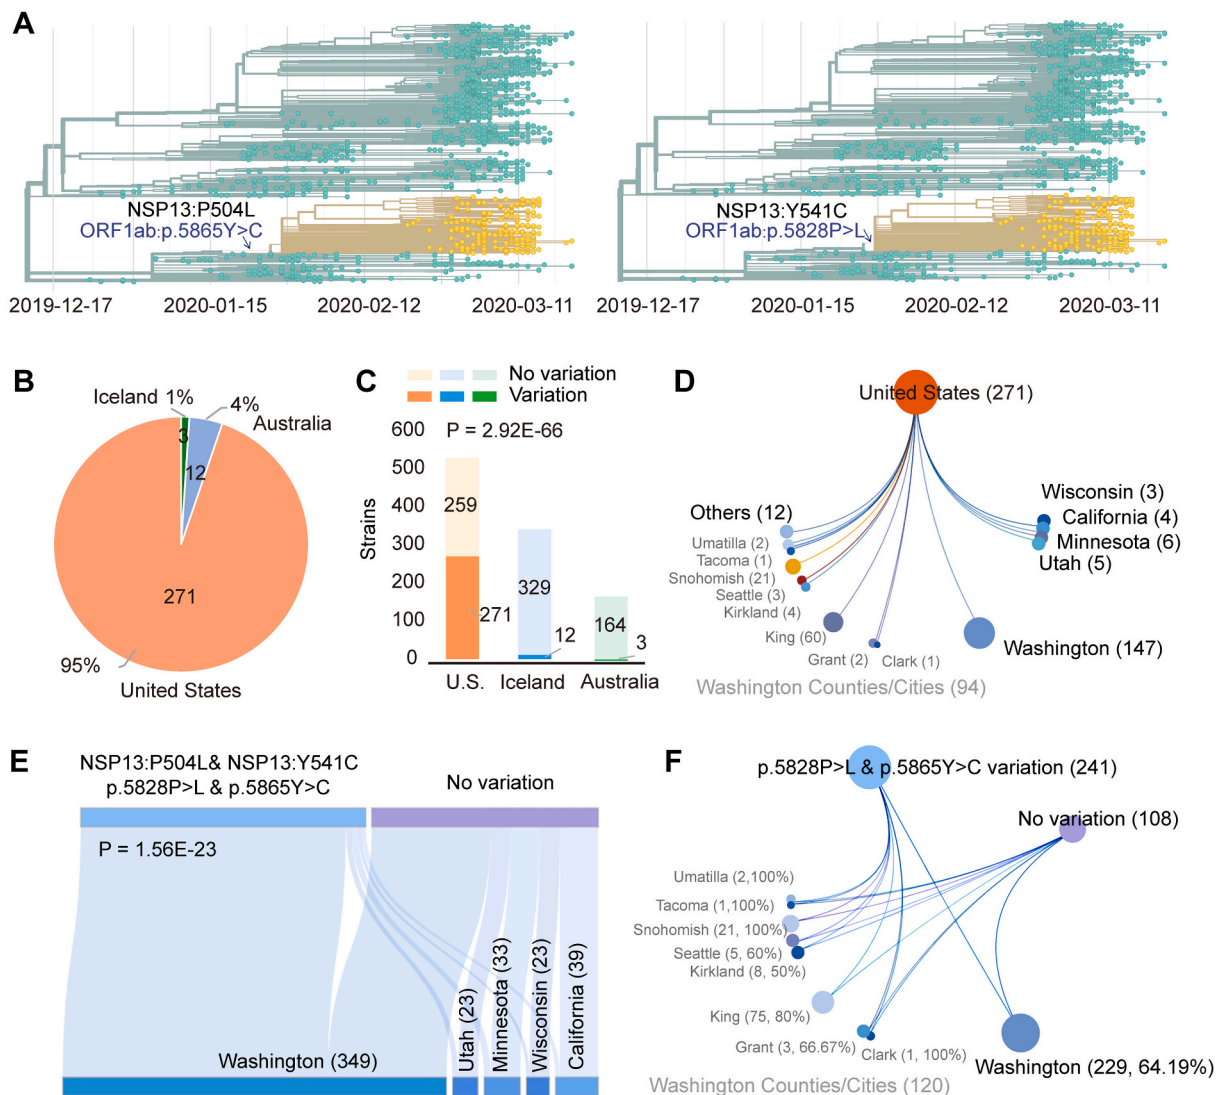 A
NSP13:P504L
ORF1ab:p.5865Y>C
2019-12-17
2020-01-15
2020-02-12
2020-03-11
NSP13:Y541C
ORF1ab:p.5828P>L
2019-12-17
2020-01-15
2020-02-12
2020-03-11
B
Iceland 1%
4%
Australia
3
12
271
95%
United States
C
No variation
Variation
P = 2.92E-66
Strains
600
500
400
300
200
100
0
259
271
329
12
164
3
U.S.
Iceland
Australia
D
United States (271)
Wisconsin (3)
California (4)
Minnesota (6)
Utah (5)
Others (12)
Umatilla (2)
Tacoma (1)
Snohomish (21)
Seattle (3)
Kirkland (4)
King (60)
Grant (2)
Clark (1)
Washington (147)
Washington Counties/Cities (94)
E
NSP13:P504L& NSP13:Y541C
p.5828P>L & p.5865Y>C
No variation
P = 1.56E-23
Washington (349)
Utah (23)
Minnesota (33)
Wisconsin (23)
California (39)
F
p.5828P>L & p.5865Y>C variation (241)
No variation (108)
Umatilla (2,100%)
Tacoma (1,100%)
Snohomish (21, 100%)
Seattle (5, 60%)
Kirkland (8, 50%)
King (75, 80%)
Grant (3, 66.67%)
Clark (1, 100%)
Washington (229, 64.19%)
Washington Counties/Cities (120)